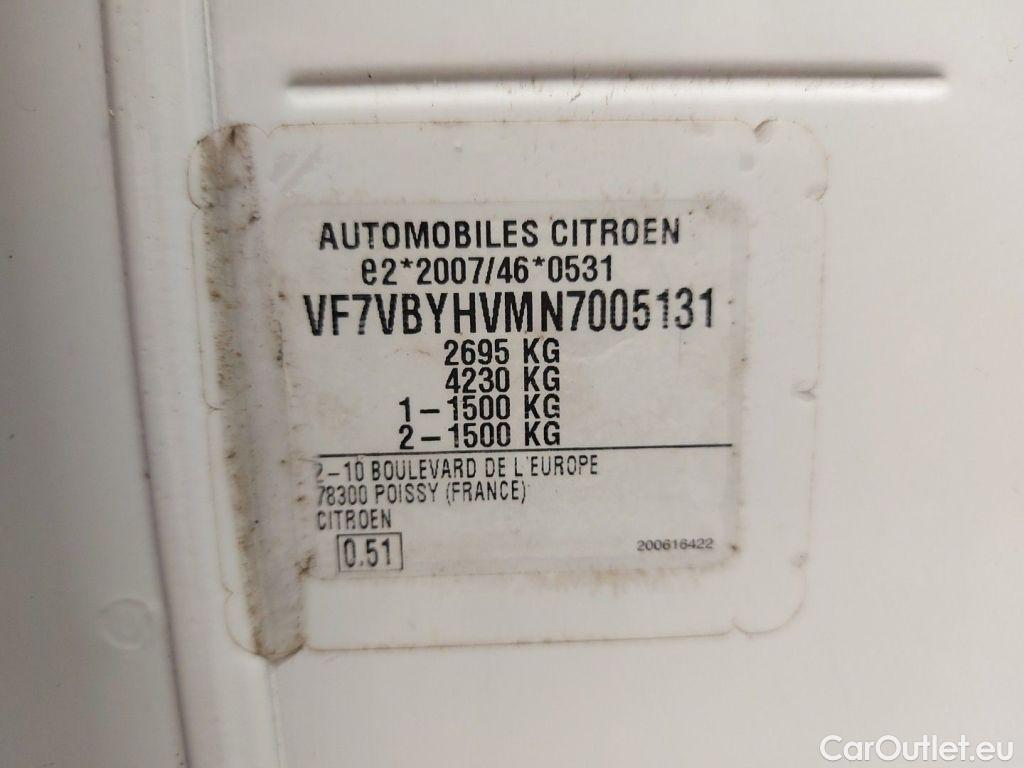 AUTOMOBILES CITROEN
e2*2007/46*0531
VF7VBYHVMN7005131
2695 KG
4230 KG
1-1500 KG
2-1500 KG
2-10 BOULEVARD DE L'EUROPE
78300 POISSY (FRANCE)
CITROEN
0.51
200616422
CarOutlet.eu